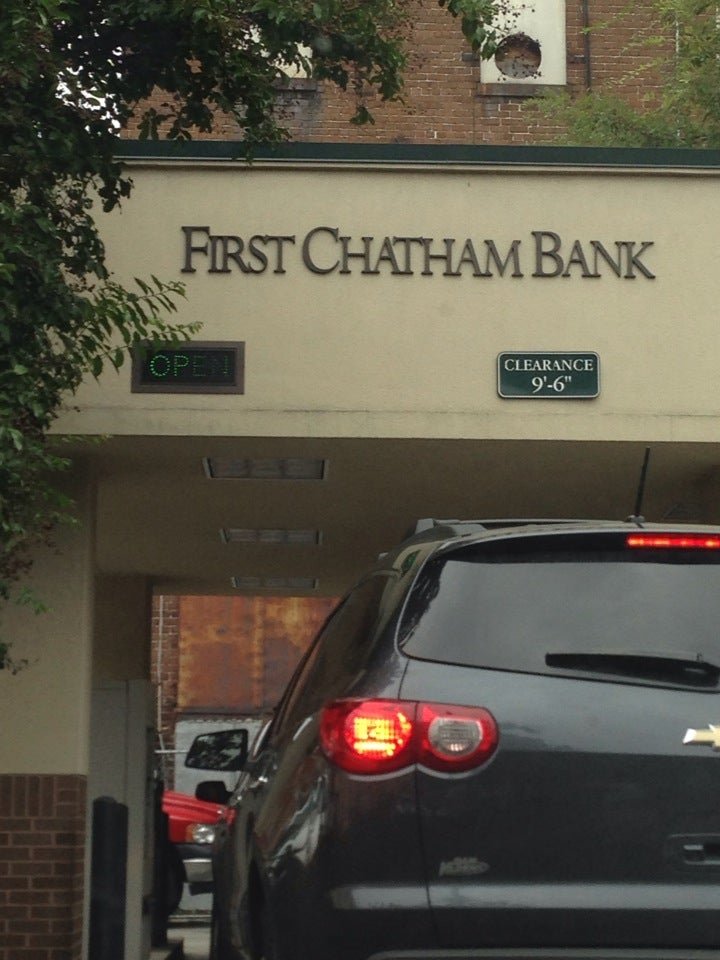 FIRST CHATHAM BANK
OPEN
CLEARANCE
9'-6"